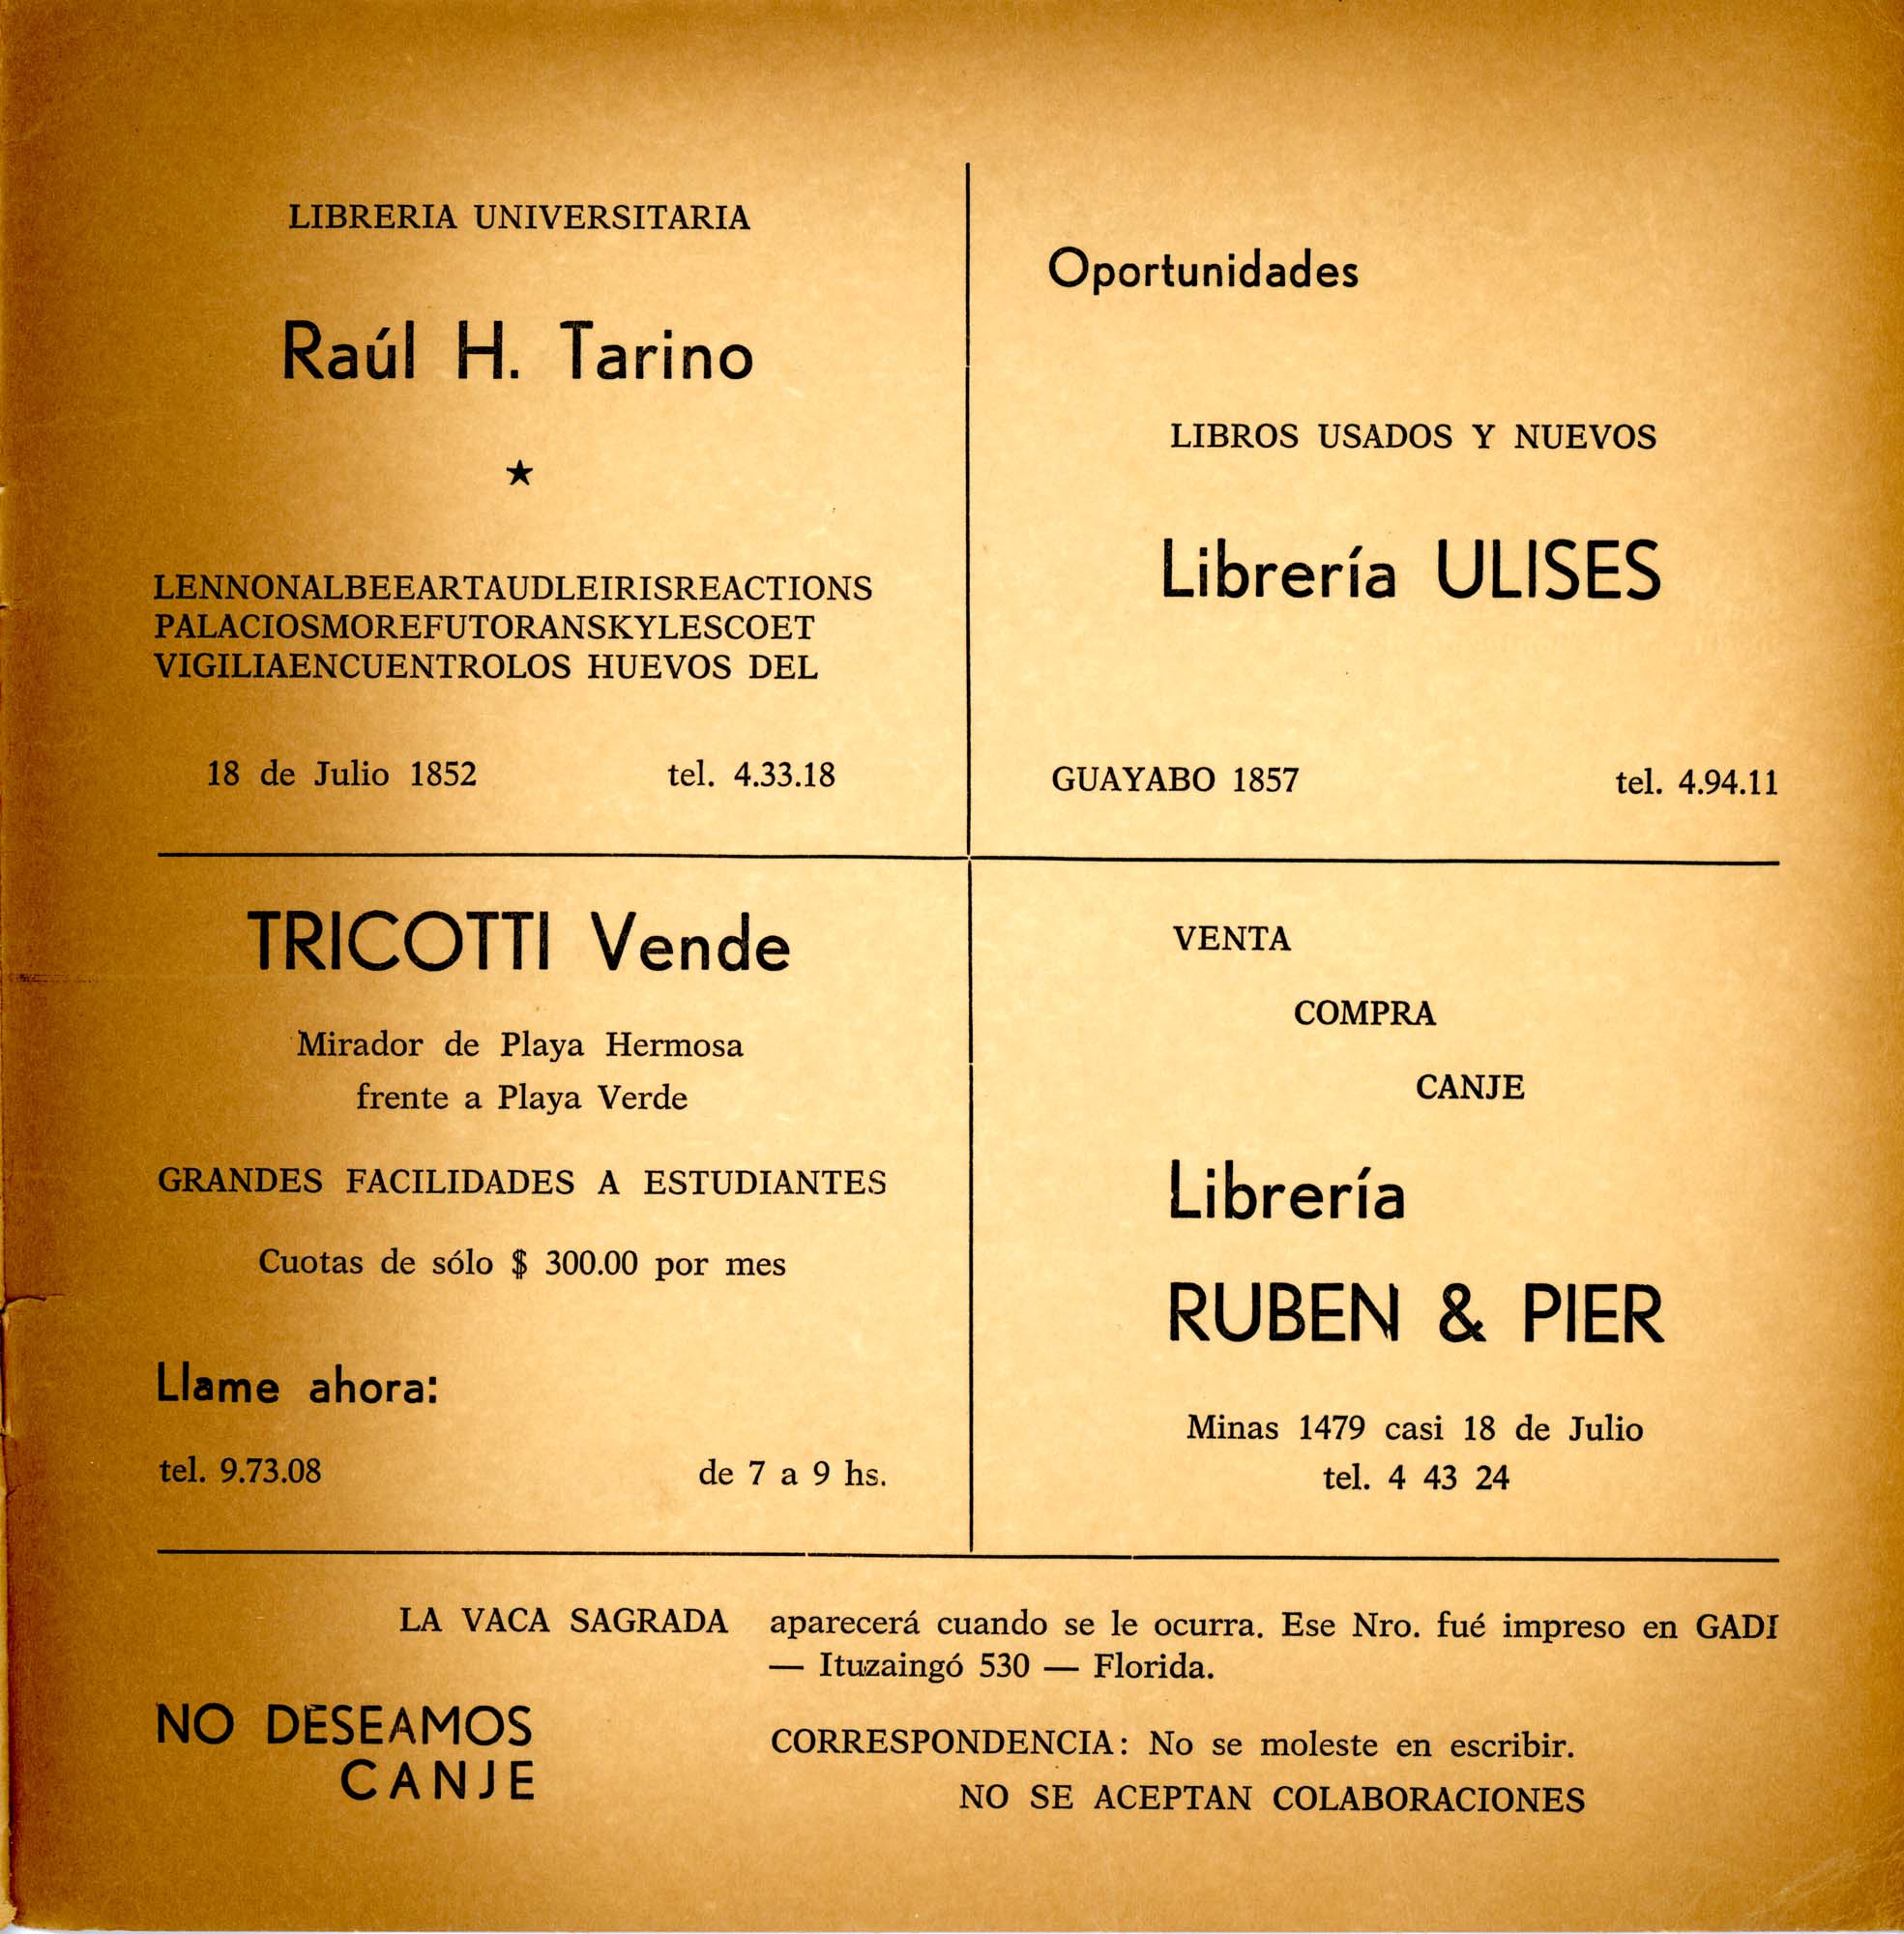 LIBRERIA UNIVERSITARIA
Raúl H. Tarino
★
LENNONALBEEARTAUDLEIRISREACTIONS
PALACIOSMOREFUTORANSKYLESCOET
VIGILIAENCUENTROLOS HUEVOS DEL
18 de Julio 1852 tel. 4.33.18
Oportunidades
LIBROS USADOS Y NUEVOS
Librería ULISES
GUAYABO 1857 tel. 4.94.11
TRICOTTI Vende
Mirador de Playa Hermosa
frente a Playa Verde
GRANDES FACILIDADES A ESTUDIANTES
Cuotas de sólo $ 300.00 por mes
Llame ahora:
tel. 9.73.08 de 7 a 9 hs.
VENTA
COMPRA
CANJE
Librería
RUBEN & PIER
Minas 1479 casi 18 de Julio
tel. 4 43 24
LA VACA SAGRADA aparecerá cuando se le ocurra. Ese Nro. fué impreso en GADI
— Ituzaingó 530 — Florida.
NO DESEAMOS
CANJE
CORRESPONDENCIA: No se moleste en escribir.
NO SE ACEPTAN COLABORACIONES